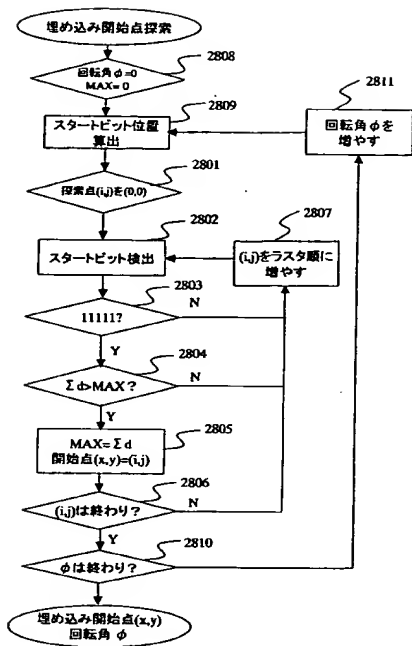 埋め込み開始点探索
2808
回転角φ=0
MAX= 0
2811
2809
スタートビット位置
算出
回転角φを
増やす
2801
探索点(i,j)を(0,0)
2802
2807
スタートビット検出
(i,j)をラスタ順に
増やす
2803
11111?
N
Y
2804
Σd>MAX?
N
Y
2805
MAX=Σd
開始点(x,y)=(i,j)
2806
(i,j)は終わり?
N
Y
2810
φは終わり?
埋め込み開始点(x,y)
回転角 φ